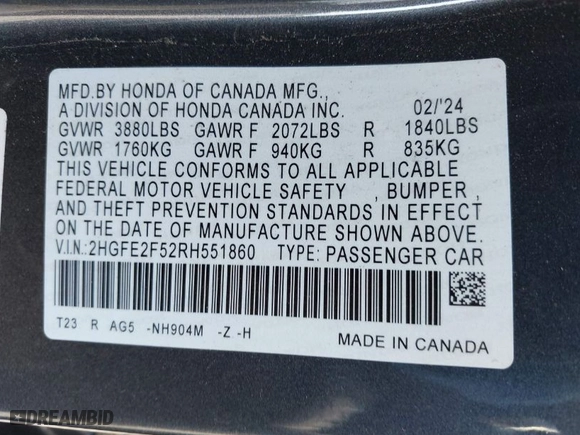 MFD.BY HONDA OF CANADA MFG.,
A DIVISION OF HONDA CANADA INC. 02/'24
GVWR 3880LBS GAWR F 2072LBS R 1840LBS
GVWR 1760KG GAWR F 940KG R 835KG
THIS VEHICLE CONFORMS TO ALL APPLICABLE
FEDERAL MOTOR VEHICLE SAFETY , BUMPER ,
AND THEFT PREVENTION STANDARDS IN EFFECT
ON THE DATE OF MANUFACTURE SHOWN ABOVE.
V.I.N.:2HGFE2F52RH551860 TYPE: PASSENGER CAR
T23 R AG5 -NH904M -Z -H
MADE IN CANADA
DREAMBID